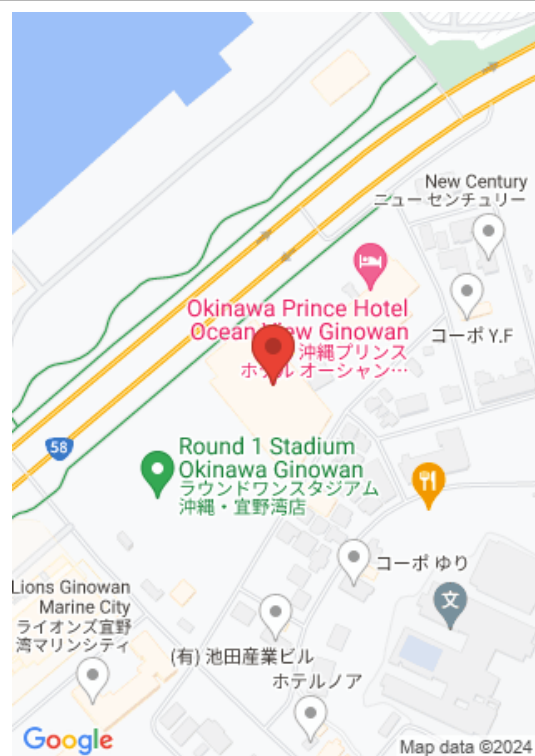 New Century
ニュー センチュリー
Okinawa Prince Hotel
Ocean View Ginowan
沖縄プリンス
ホテル オーシャン…
コーポ Y.F
58
Round 1 Stadium
Okinawa Ginowan
ラウンドワンスタジアム
沖縄・宜野湾店
コーポ ゆり
文
Lions Ginowan
Marine City
ライオンズ宜野
湾マリンシティ
(有) 池田産業ビル
ホテルノア
Google
Map data ©2024